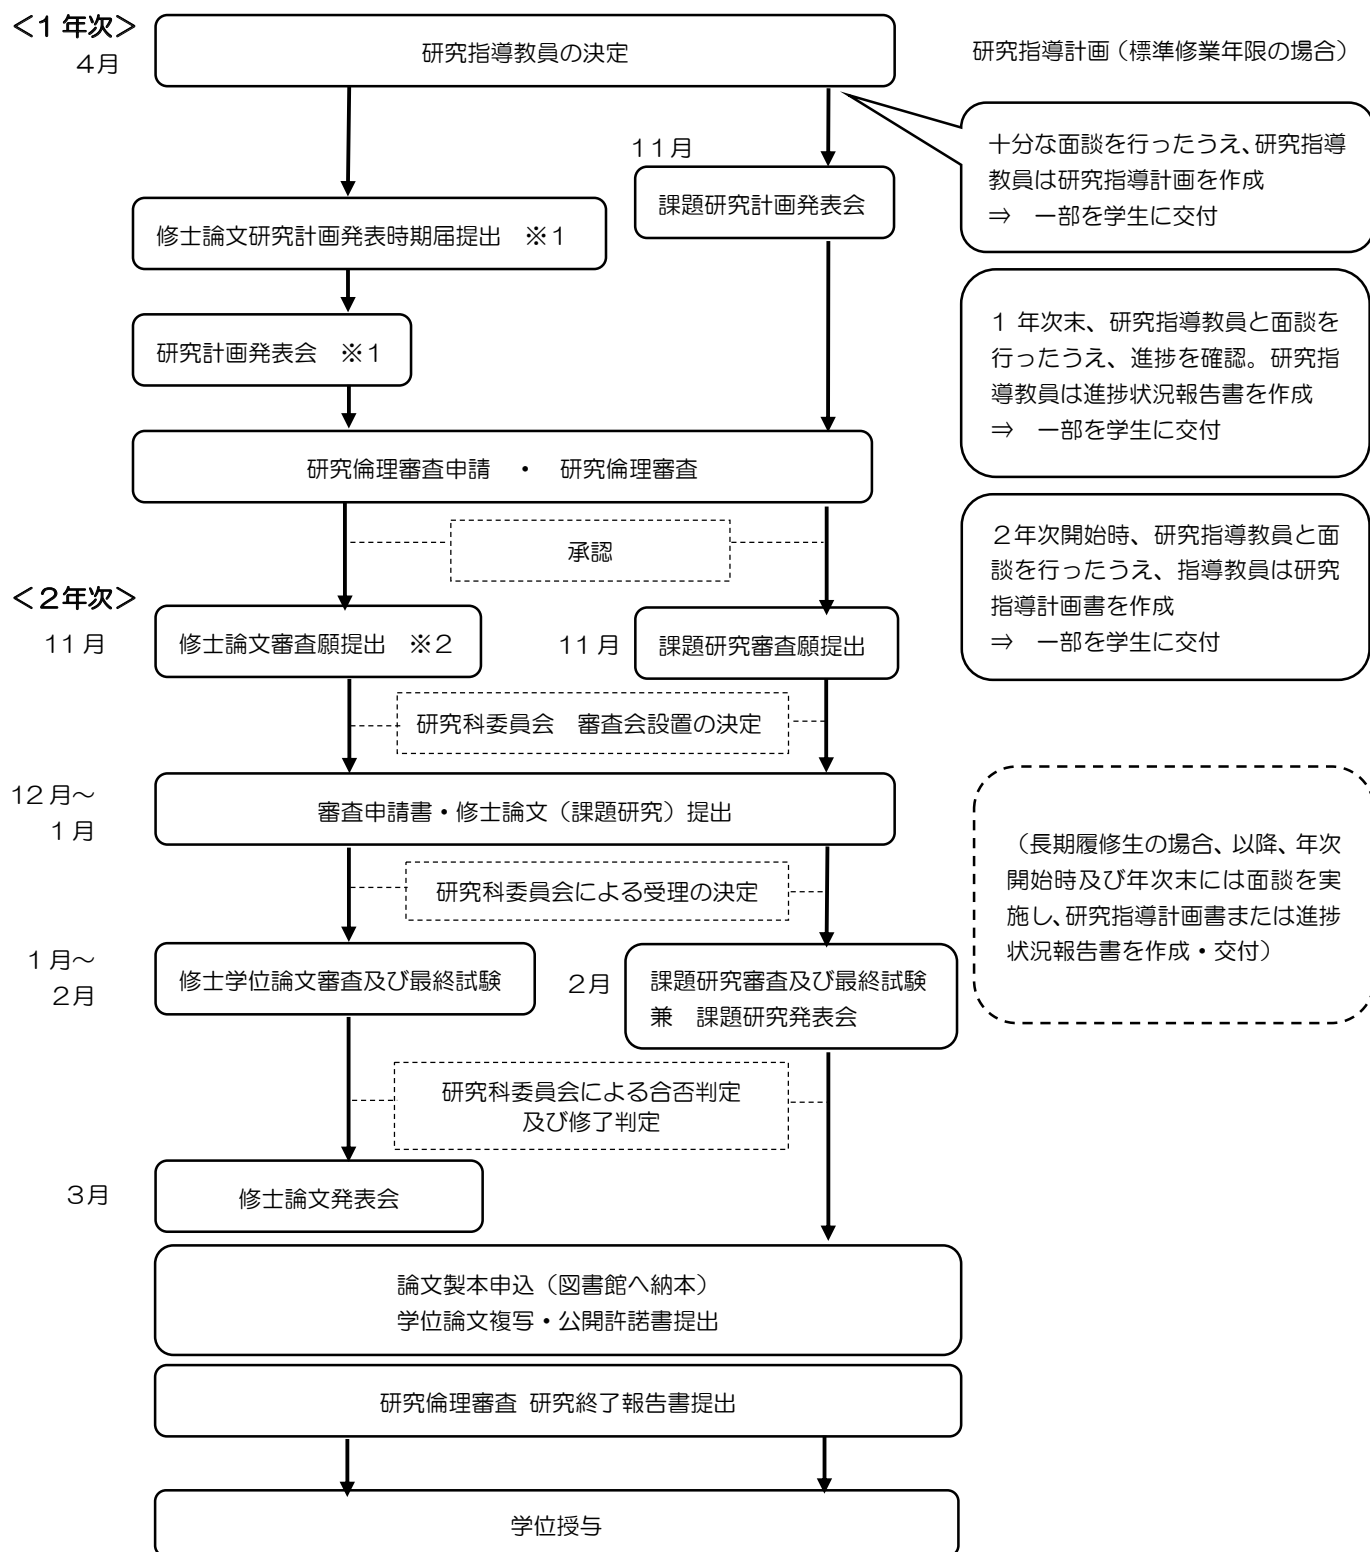 ＜1 年次＞
4月
研究指導教員の決定
研究指導計画（標準修業年限の場合）
十分な面談を行ったうえ、研究指導
教員は研究指導計画を作成
⇒　一部を学生に交付
11月
課題研究計画発表会
修士論文研究計画発表時期届提出　※1
研究計画発表会　※1
1 年次末、研究指導教員と面談を
行ったうえ、進捗を確認。研究指
導教員は進捗状況報告書を作成
⇒　一部を学生に交付
研究倫理審査申請　・　研究倫理審査
承認
2年次開始時、研究指導教員と面
談を行ったうえ、指導教員は研究
指導計画書を作成
⇒　一部を学生に交付
＜2年次＞
11 月
修士論文審査願提出　※2
11 月
課題研究審査願提出
研究科委員会　審査会設置の決定
12 月～
1 月
審査申請書・修士論文（課題研究）提出
（長期履修生の場合、以降、年次
開始時及び年次末には面談を実
施し、研究指導計画書または進捗
状況報告書を作成・交付）
研究科委員会による受理の決定
1 月～
2月
修士学位論文審査及び最終試験
2月
課題研究審査及び最終試験
兼　課題研究発表会
研究科委員会による合否判定
及び修了判定
3月
修士論文発表会
論文製本申込（図書館へ納本）
学位論文複写・公開許諾書提出
研究倫理審査 研究終了報告書提出
学位授与